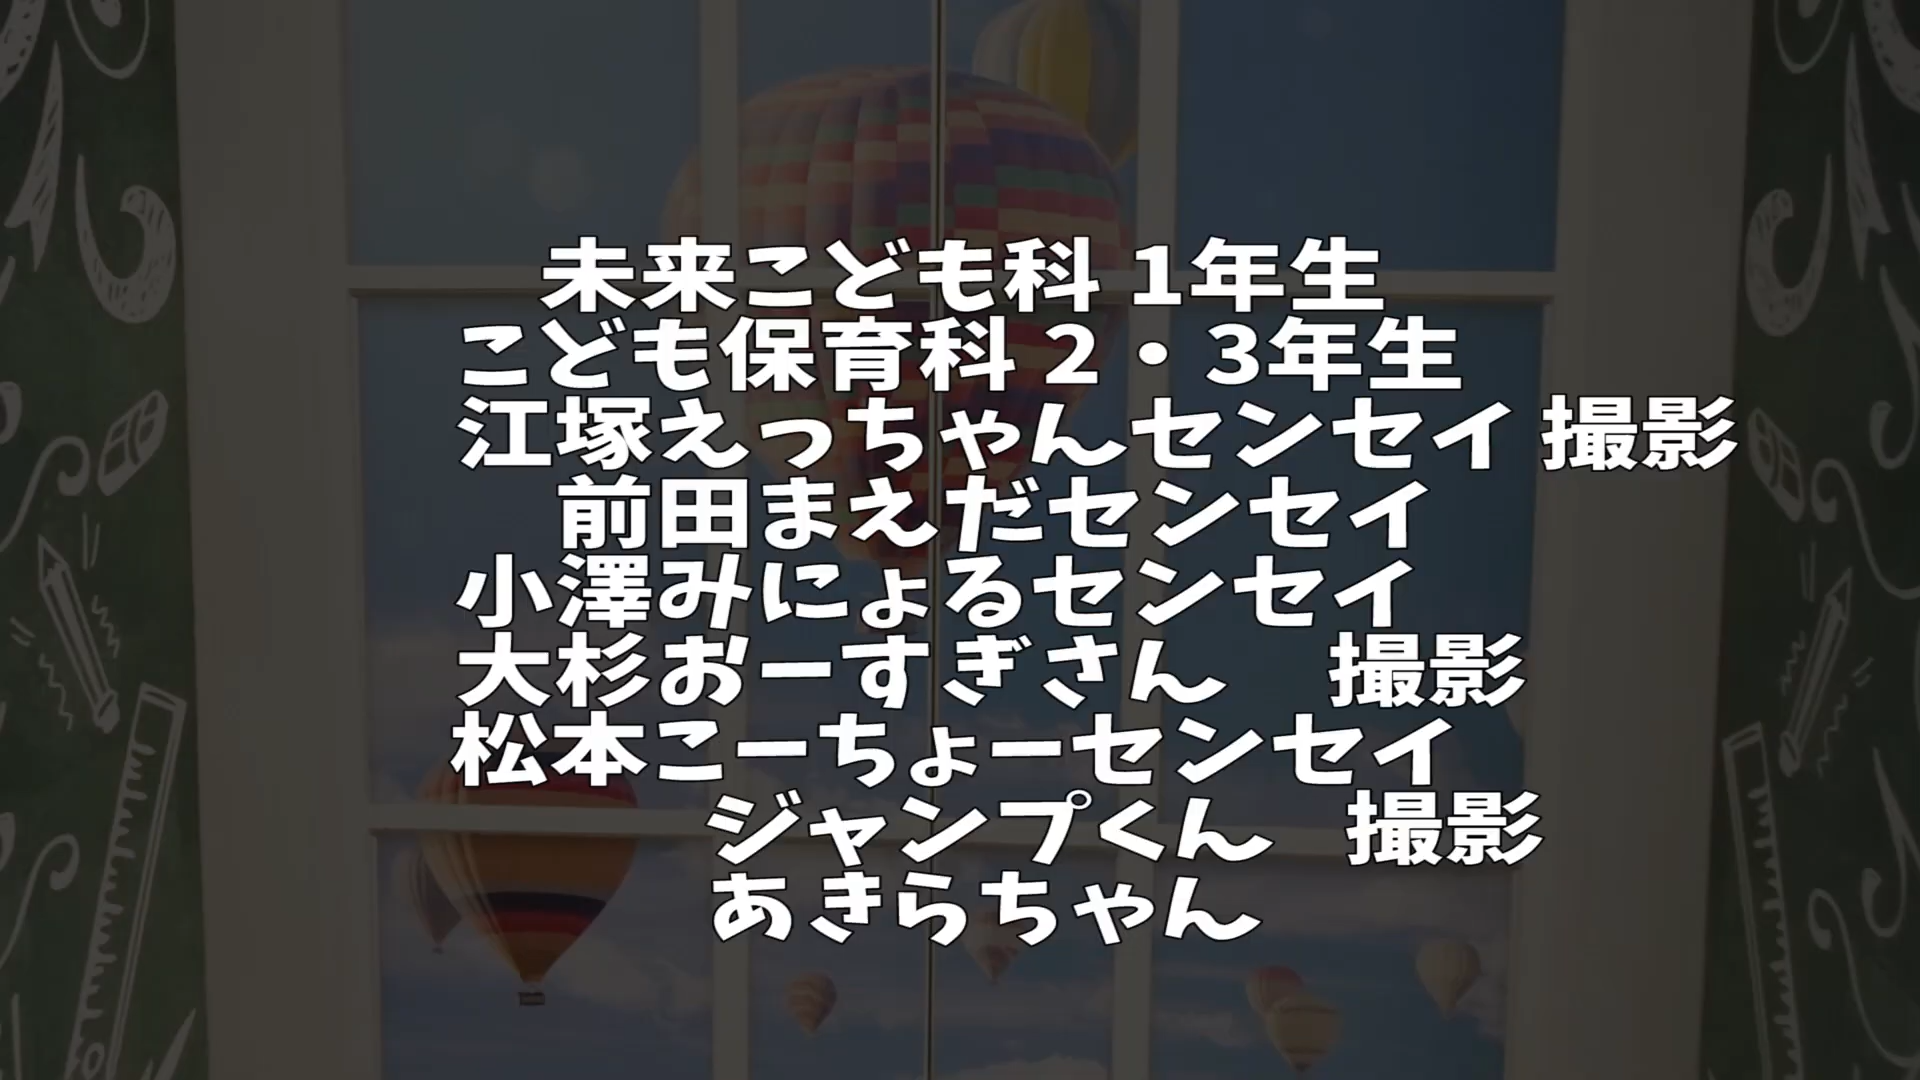 未来こども科 1年生
こども保育科 2・3年生
江塚えっちゃんセンセイ 撮影
前田まえだセンセイ
小澤みにょるセンセイ
大杉おーすぎさん　撮影
松本こーちょーセンセイ
ジャンプくん　撮影
あきらちゃん